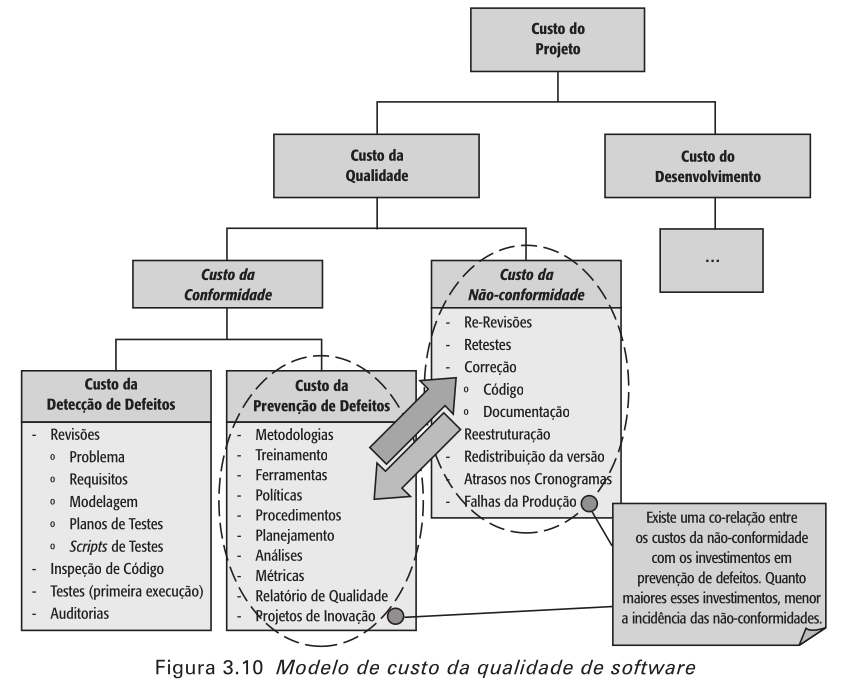 Custo do
Projeto
Custo da
Qualidade
Custo do
Desenvolvimento
...
Custo da
Conformidade
Custo da
Não-conformidade
- Re-Revisões
- Retestes
- Correção
o Código
o Documentação
Reestruturação
- Redistribuição da versão
- Atrasos nos Cronogramas
- Falhas da Produção
Custo da
Detecção de Defeitos
- Revisões
o Problema
o Requisitos
o Modelagem
o Planos de Testes
o Scripts de Testes
- Inspeção de Código
- Testes (primeira execução)
- Auditorias
Custo da
Prevenção de Defeitos
- Metodologias
- Treinamento
- Ferramentas
- Políticas
- Procedimentos
- Planejamento
- Análises
- Métricas
- Relatório de Qualidade
- Projetos de Inovação
Existe uma co-relação entre
os custos da não-conformidade
com os investimentos em
prevenção de defeitos. Quanto
maiores esses investimentos, menor
a incidência das não-conformidades.
Figura 3.10 Modelo de custo da qualidade de software